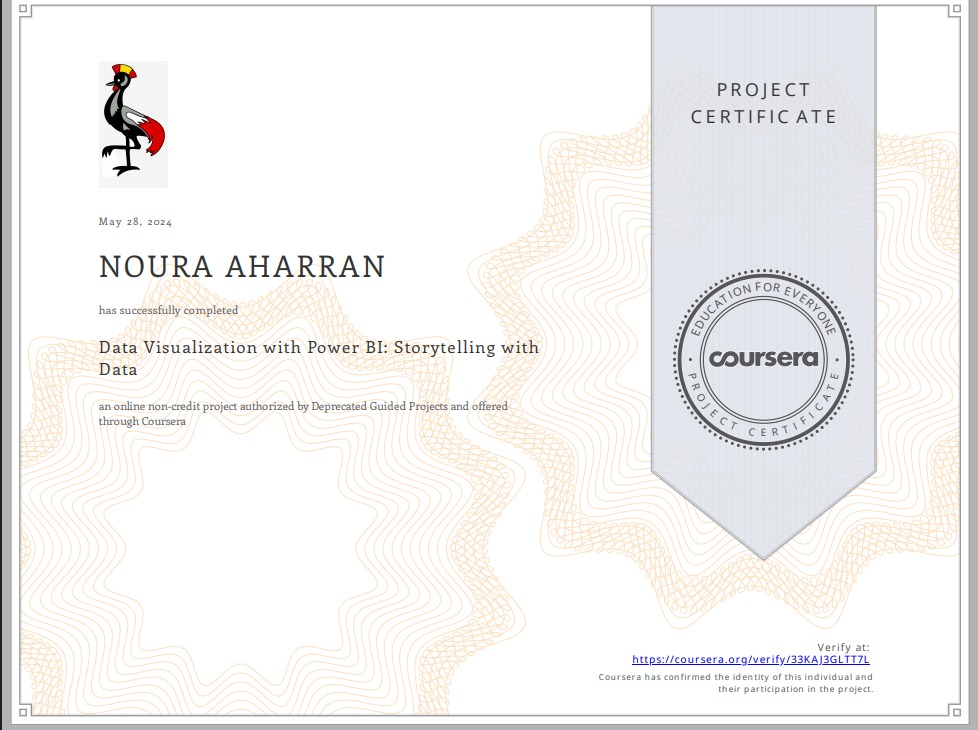 PROJECT
CERTIFICATE
May 28, 2024
NOURA AHARRAN
has successfully completed
Data Visualization with Power BI: Storytelling with
Data
an online non-credit project authorized by Deprecated Guided Projects and offered
through Coursera
EDUCATION FOR EVERYONE
coursera
PROJECT CERTIFICATE
Verify at:
https://coursera.org/verify/33KAJ3GLTT7L
Coursera has confirmed the identity of this individual and
their participation in the project.